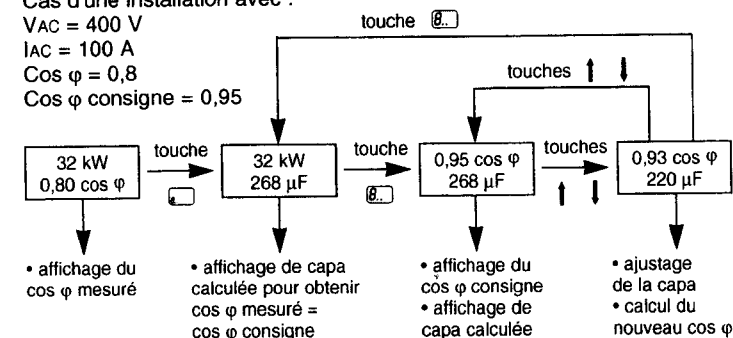 Cas d'une installation avec :
VAC = 400 V
IAC = 100 A
Cos φ = 0,8
Cos φ consigne = 0,95
touche 8..
touches
32 kW
0,80 cos φ
touche
32 kW
268 µF
touche
8..
0,95 cos φ
268 µF
touches
0,93 cos φ
220 µF
• affichage du
cos φ mesuré
• affichage de capa
calculée pour obtenir
cos φ mesuré =
cos φ consigne
• affichage du
cos φ consigne
• affichage de
capa calculée
• ajustage
de la capa
• calcul du
nouveau cos φ